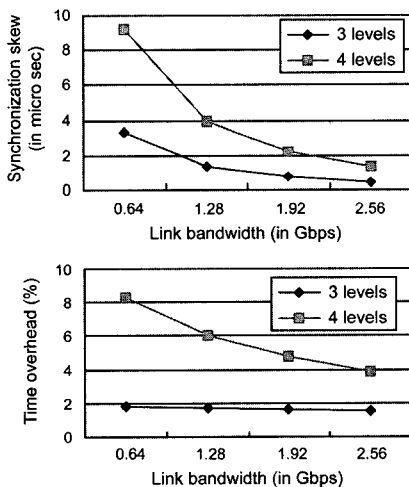 Synchronization skew
(in micro sec)
10
8
6
4
2
0
3 levels
4 levels
0.64 1.28 1.92 2.56
Link bandwidth (in Gbps)
Time overhead (%)
10
8
6
4
2
0
3 levels
4 levels
0.64 1.28 1.92 2.56
Link bandwidth (in Gbps)